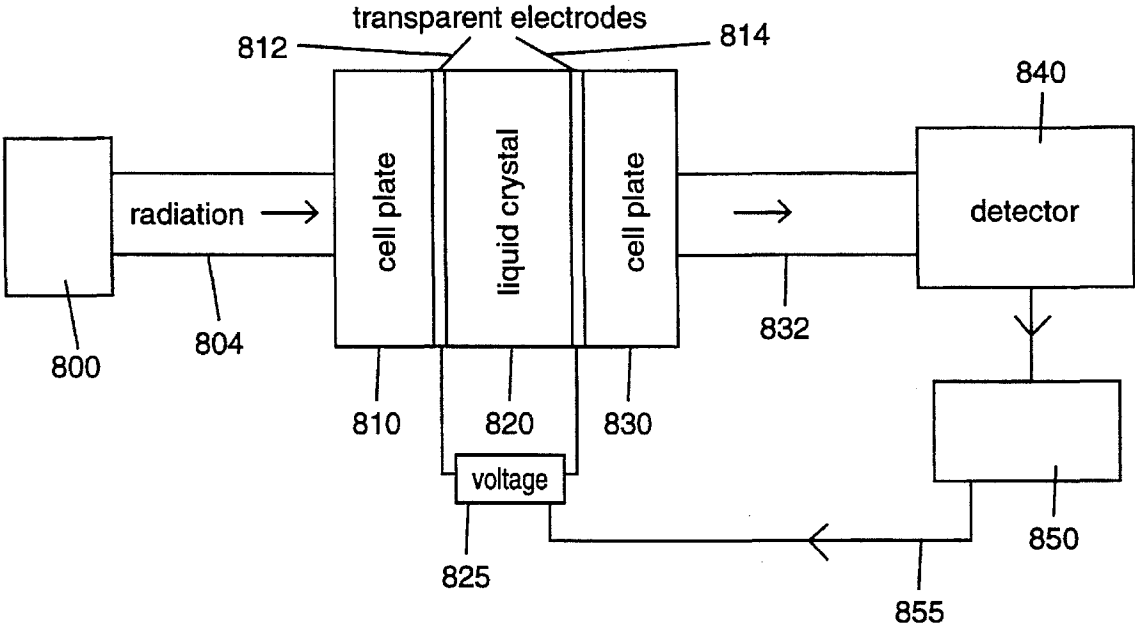 transparent electrodes
812
814
840
cell plate
liquid crystal
cell plate
radiation
detector
800
804
832
810
820
830
voltage
825
850
855